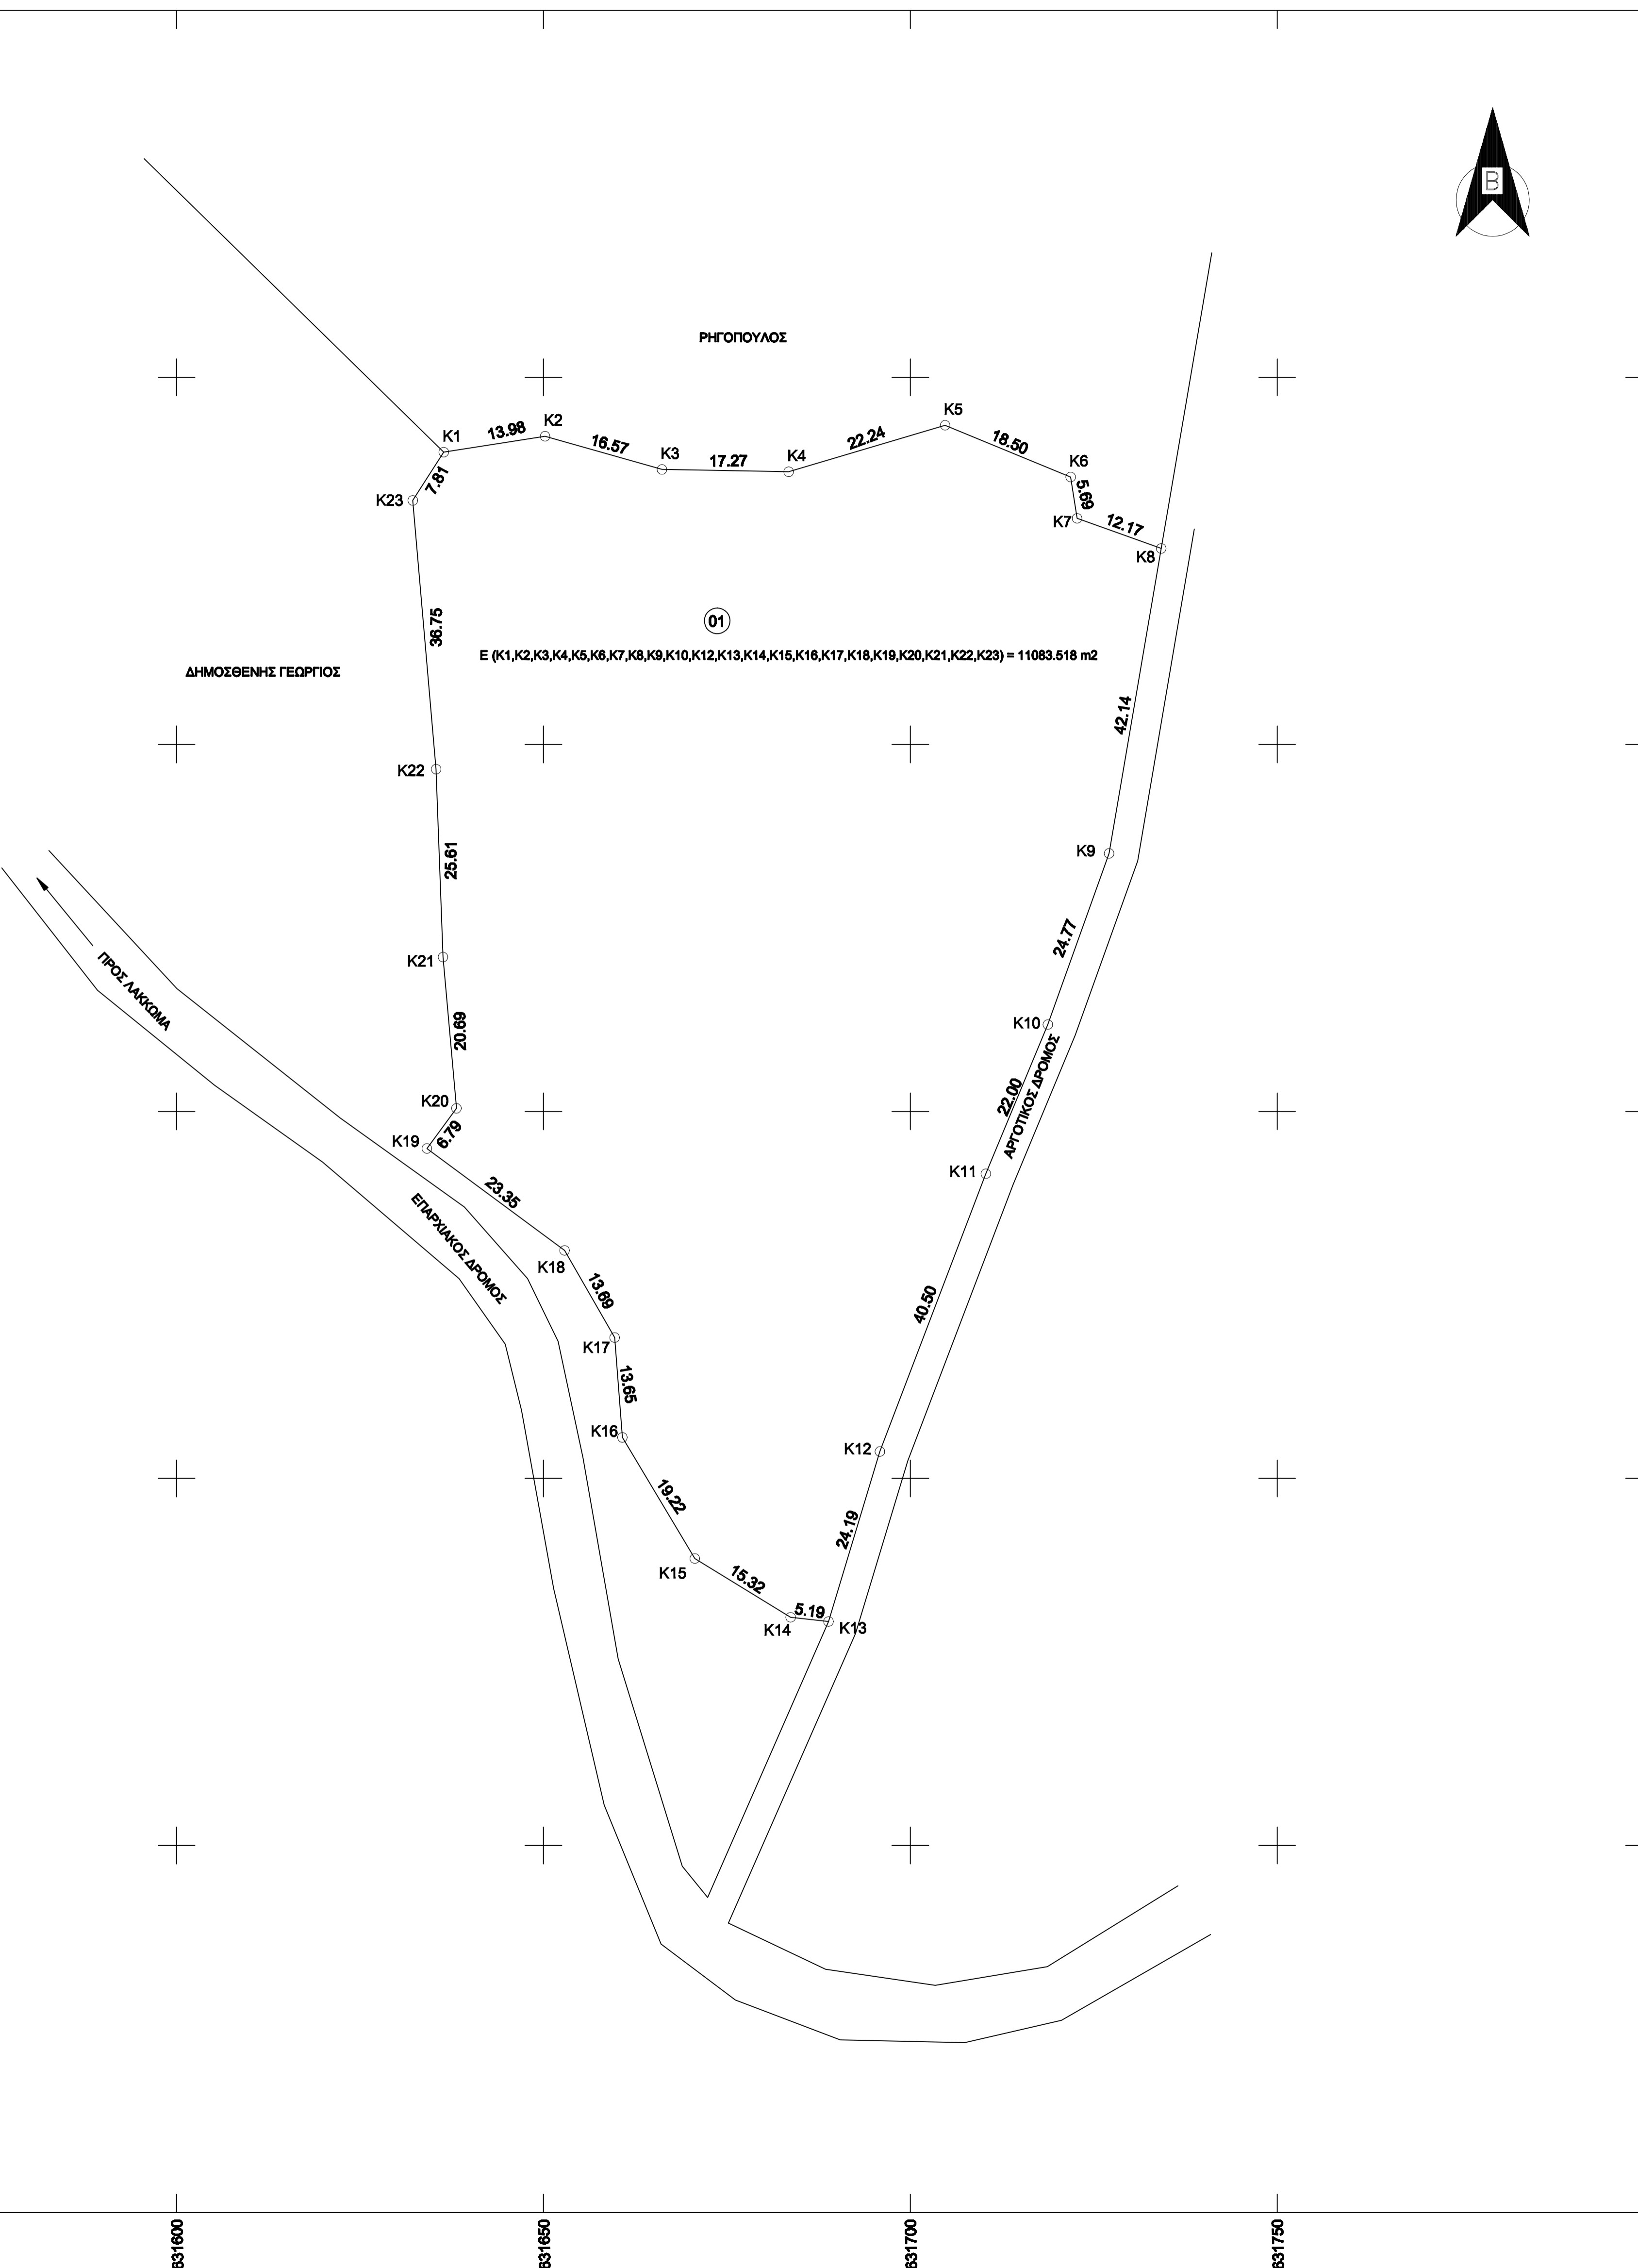 B
ΡΗΓΟΠΟΥΛΟΣ
K5
K2
K1
13.98
22.24
18.50
16.57
K3
K4
17.27
K6
7.81
K23
5.69
K7
12.17
K8
01
36.75
E (K1,K2,K3,K4,K5,K6,K7,K8,K9,K10,K12,K13,K14,K15,K16,K17,K18,K19,K20,K21,K22,K23) = 11083.518 m2
ΔΗΜΟΣΘΕΝΗΣ ΓΕΩΡΓΙΟΣ
42.14
K22
K9
25.61
24.77
K21
ΠΡΟΣ ΛΑΚΚΩΜΑ
K10
20.69
K20
22.00
ΑΡΓΟΤΙΚΟΣ ΔΡΟΜΟΣ
K19
6.79
K11
23.35
ΕΠΑΡΧΙΑΚΟΣ ΔΡΟΜΟΣ
K18
13.69
40.50
K17
13.65
K16
K12
19.22
24.19
K15
15.32
5.19
K14
K13
631600
631650
631700
631750